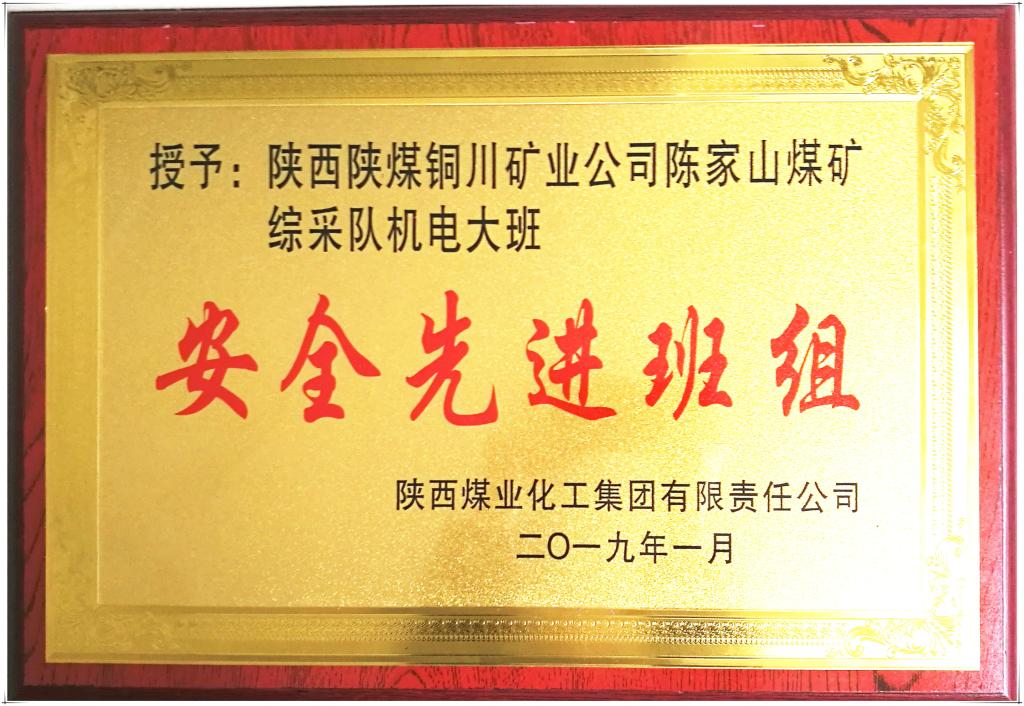 授予：陕西陕煤铜川矿业公司陈家山煤矿
综采队机电大班
安全先进班组
陕西煤业化工集团有限责任公司
二〇一九年一月